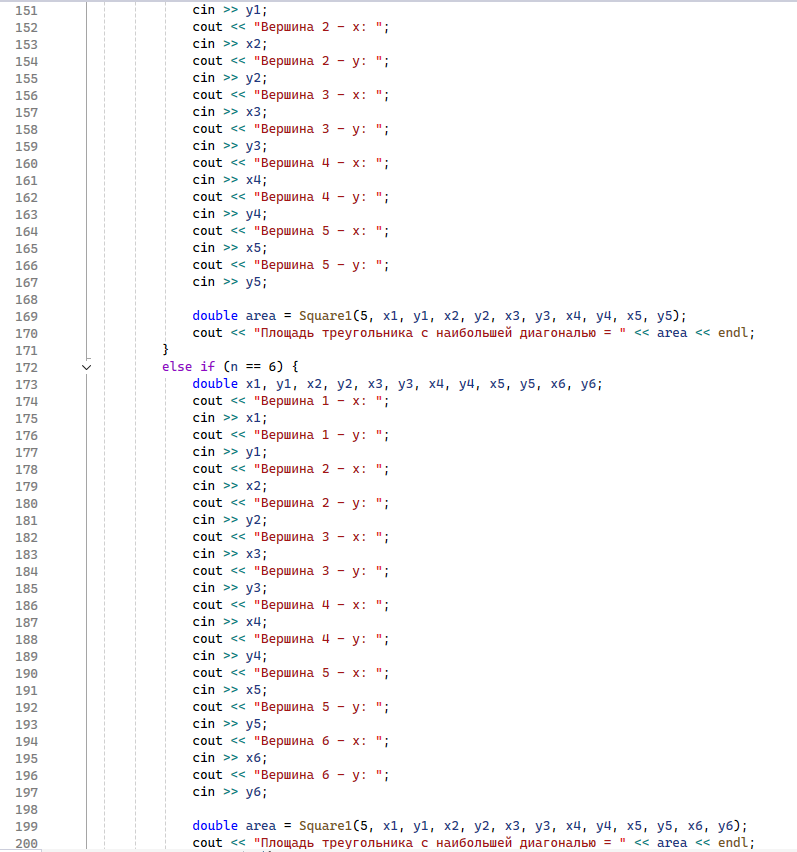 151 cin >> y1;
152 cout << "Вершина 2 - x: ";
153 cin >> x2;
154 cout << "Вершина 2 - y: ";
155 cin >> y2;
156 cout << "Вершина 3 - x: ";
157 cin >> x3;
158 cout << "Вершина 3 - y: ";
159 cin >> y3;
160 cout << "Вершина 4 - x: ";
161 cin >> x4;
162 cout << "Вершина 4 - y: ";
163 cin >> y4;
164 cout << "Вершина 5 - x: ";
165 cin >> x5;
166 cout << "Вершина 5 - y: ";
167 cin >> y5;
168
169 double area = Square1(5, x1, y1, x2, y2, x3, y3, x4, y4, x5, y5);
170 cout << "Площадь треугольника с наибольшей диагональю = " << area << endl;
171 }
172 else if (n == 6) {
173 double x1, y1, x2, y2, x3, y3, x4, y4, x5, y5, x6, y6;
174 cout << "Вершина 1 - x: ";
175 cin >> x1;
176 cout << "Вершина 1 - y: ";
177 cin >> y1;
178 cout << "Вершина 2 - x: ";
179 cin >> x2;
180 cout << "Вершина 2 - y: ";
181 cin >> y2;
182 cout << "Вершина 3 - x: ";
183 cin >> x3;
184 cout << "Вершина 3 - y: ";
185 cin >> y3;
186 cout << "Вершина 4 - x: ";
187 cin >> x4;
188 cout << "Вершина 4 - y: ";
189 cin >> y4;
190 cout << "Вершина 5 - x: ";
191 cin >> x5;
192 cout << "Вершина 5 - y: ";
193 cin >> y5;
194 cout << "Вершина 6 - x: ";
195 cin >> x6;
196 cout << "Вершина 6 - y: ";
197 cin >> y6;
198
199 double area = Square1(5, x1, y1, x2, y2, x3, y3, x4, y4, x5, y5, x6, y6);
200 cout << "Площадь треугольника с наибольшей диагональю = " << area << endl;